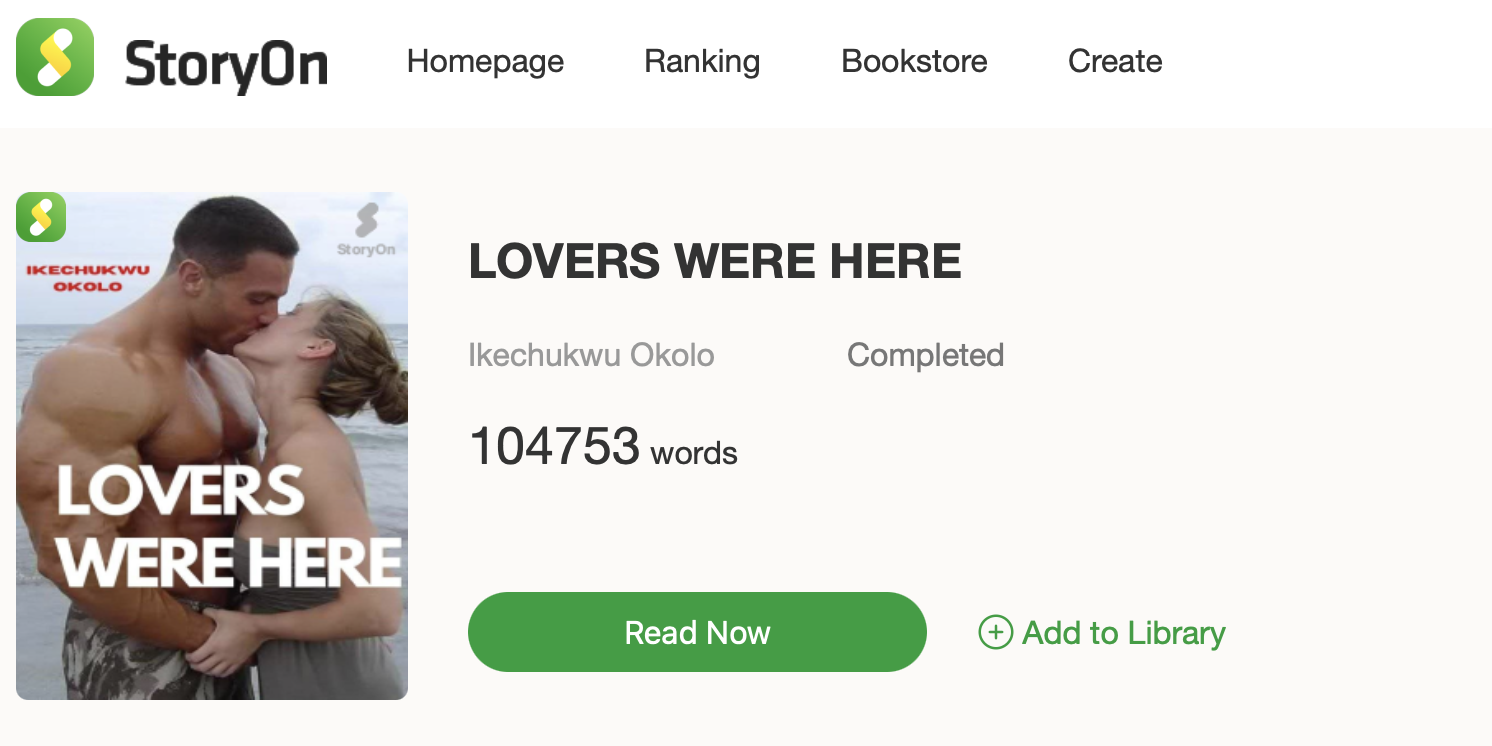 StoryOn
Homepage
Ranking
Bookstore
Create
StoryOn
IKECHUKWU
OKOLO
LOVERS
WERE HERE
LOVERS WERE HERE
Ikechukwu Okolo
Completed
104753 words
Read Now
Add to Library